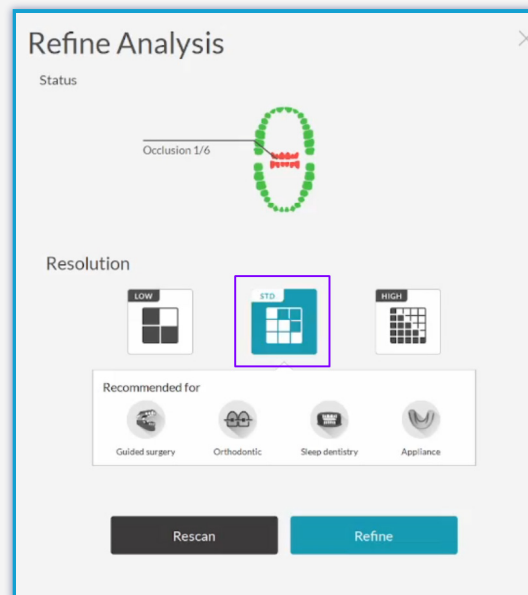 Refine Analysis
Status
Occlusion 1/6
Resolution
LOW
STD
HIGH
Recommended for
Guided surgery
Orthodontic
Sleep dentistry
Appliance
Rescan
Refine